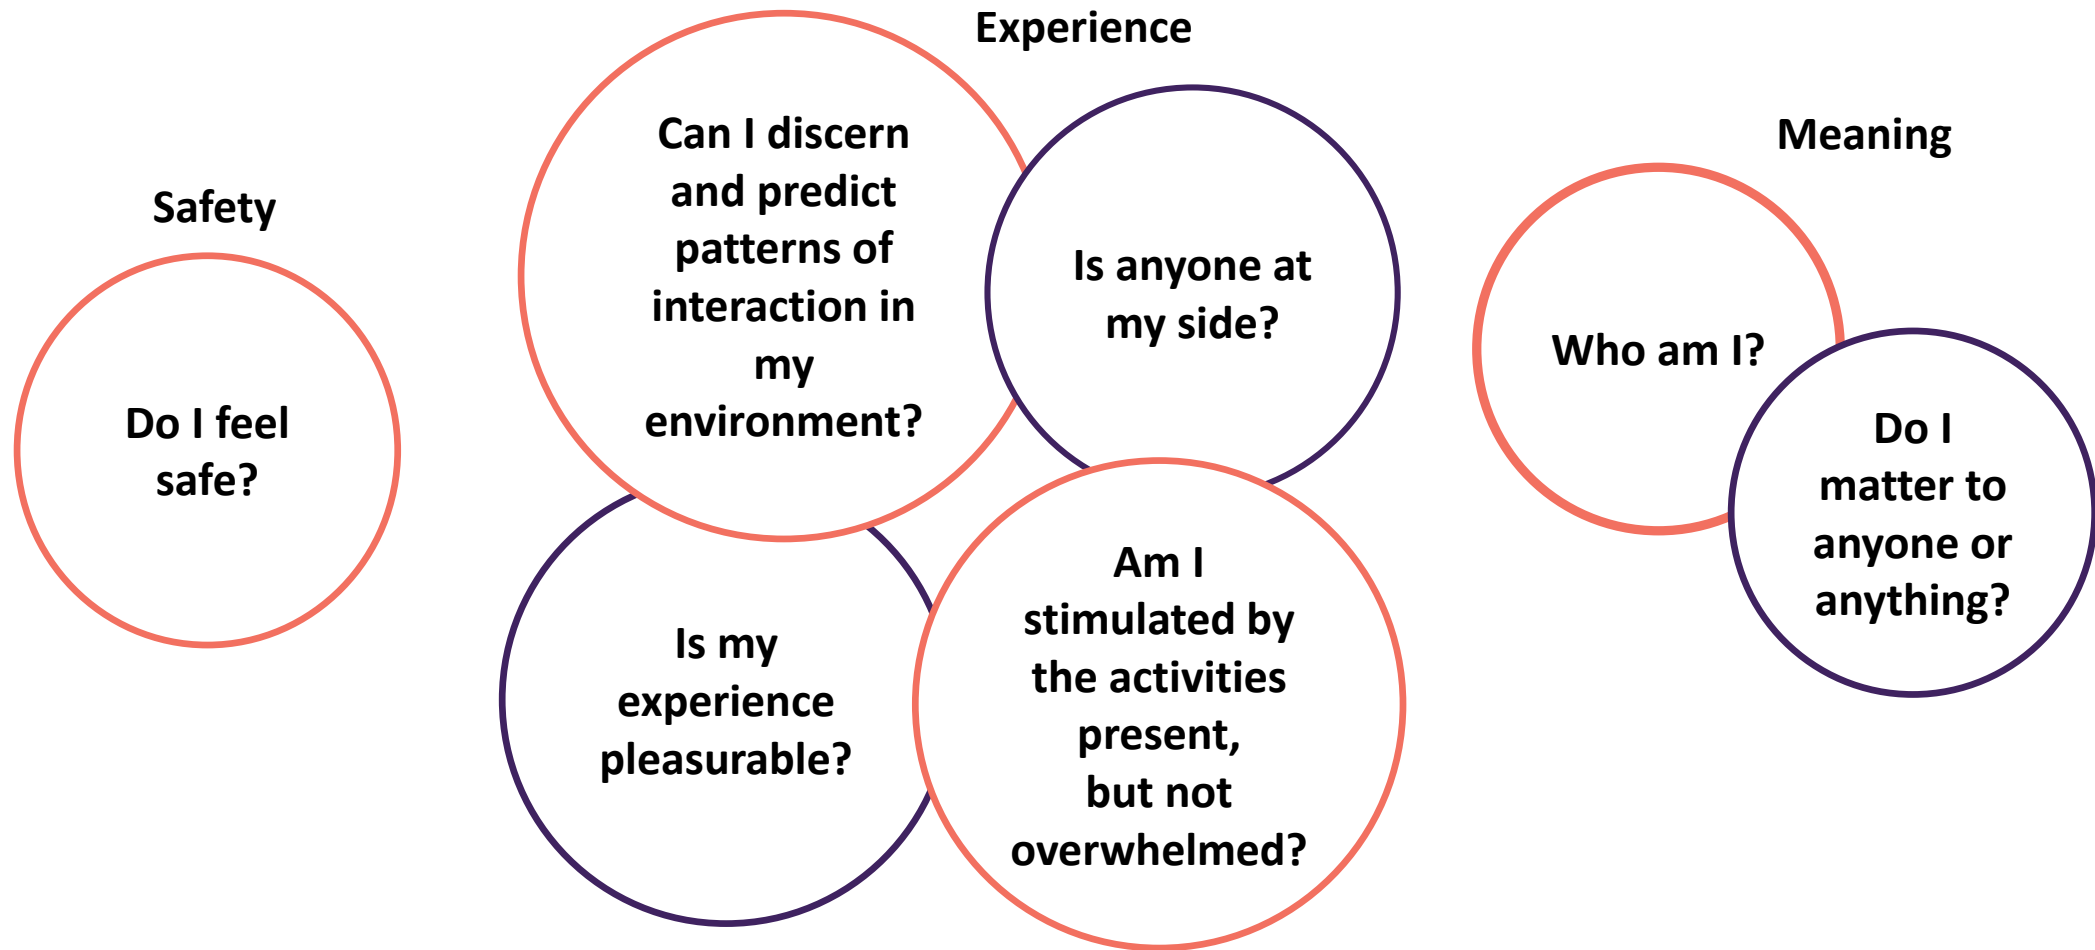 Safety
Do I feel
safe?
Experience
Can I discern
and predict
patterns of
interaction in
my
environment?
Is anyone at
my side?
Is my
experience
pleasurable?
Am I
stimulated by
the activities
present,
but not
overwhelmed?
Meaning
Who am I?
Do I
matter to
anyone or
anything?